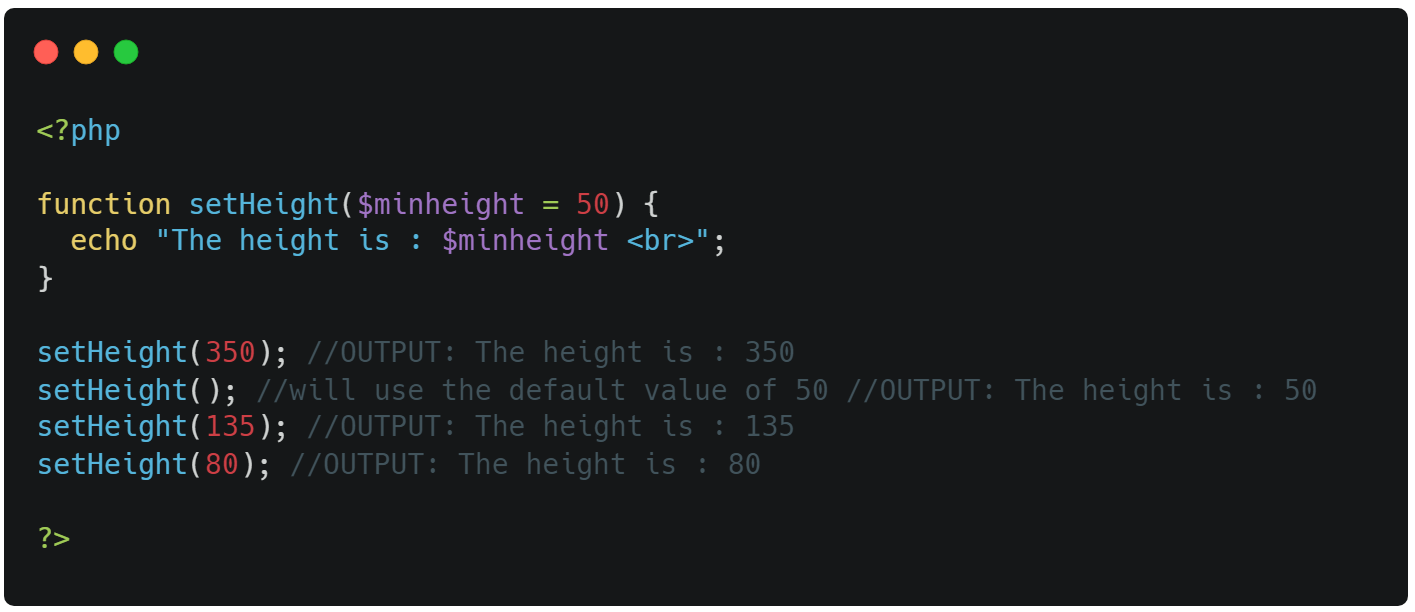 <?php
function setHeight($minheight = 50) {
  echo "The height is : $minheight <br>";
}
setHeight(350); //OUTPUT: The height is : 350
setHeight(); //will use the default value of 50 //OUTPUT: The height is : 50
setHeight(135); //OUTPUT: The height is : 135
setHeight(80); //OUTPUT: The height is : 80
?>